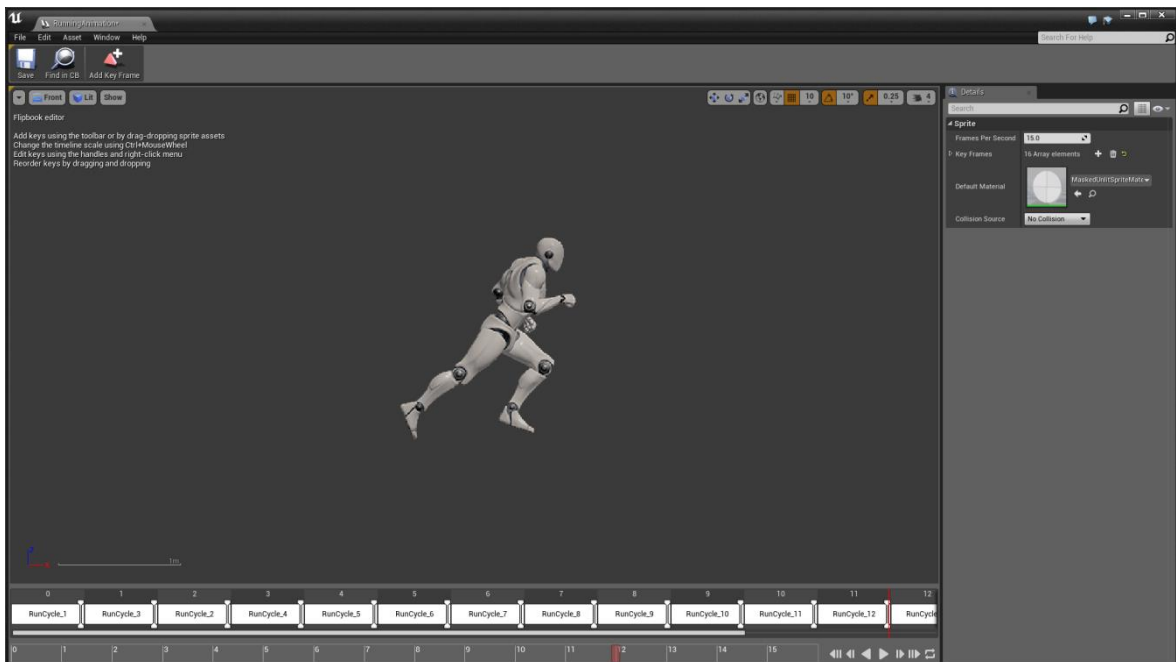 RunningAnimation*
File Edit Asset Window Help
Search For Help
Save Find in CB Add Key Frame
Front Lit Show
10 10° 0.25 4
Flipbook editor
Add keys using the toolbar or by drag-dropping sprite assets
Change the timeline scale using Ctrl+MouseWheel
Edit keys using the handles and right-click menu
Reorder keys by dragging and dropping
Details
Search
Sprite
Frames Per Second 15.0
Key Frames 16 Array elements
Default Material MaskedUnlitSpriteMate
Collision Source No Collision
Z
X
1m
0 1 2 3 4 5 6 7 8 9 10 11 12
RunCycle_1 RunCycle_3 RunCycle_2 RunCycle_4 RunCycle_5 RunCycle_6 RunCycle_7 RunCycle_8 RunCycle_9 RunCycle_10 RunCycle_11 RunCycle_12 RunCycle
0 1 2 3 4 5 6 7 8 9 10 11 12 13 14 15